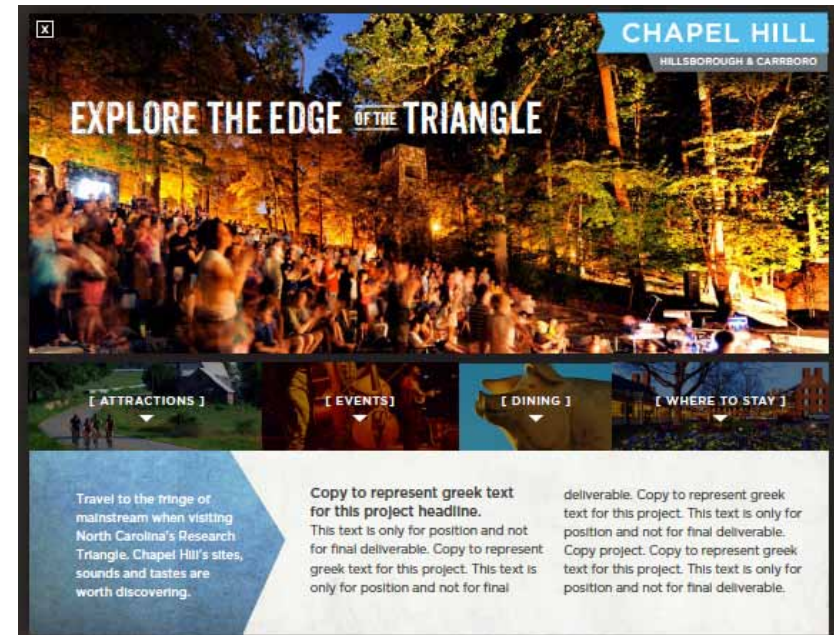 X
CHAPEL HILL
HILLSBOROUGH & CARRBORO
EXPLORE THE EDGE OF THE TRIANGLE
[ ATTRACTIONS ]
[ EVENTS]
[ DINING ]
[ WHERE TO STAY ]
Travel to the fringe of
mainstream when visiting
North Carolina's Research
Triangle. Chapel Hill's sites,
sounds and tastes are
worth discovering.
Copy to represent greek text
for this project headline.
This text is only for position and not
for final deliverable. Copy to represent
greek text for this project. This text is
only for position and not for final
deliverable. Copy to represent greek
text for this project. This text is only for
position and not for final deliverable.
Copy project. Copy to represent greek
text for this project. This text is only for
position and not for final deliverable.